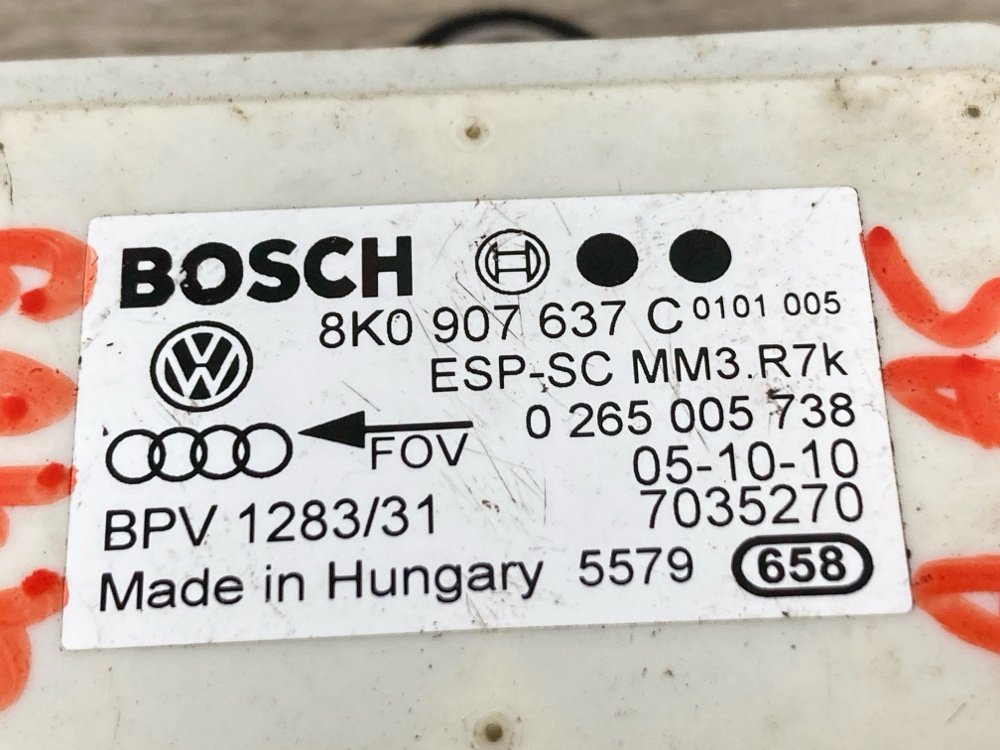 BOSCH
8K0 907 637 C 0101 005
ESP-SC MM3.R7k
0 265 005 738
FOV
05-10-10
7035270
BPV 1283/31
Made in Hungary 5579 658